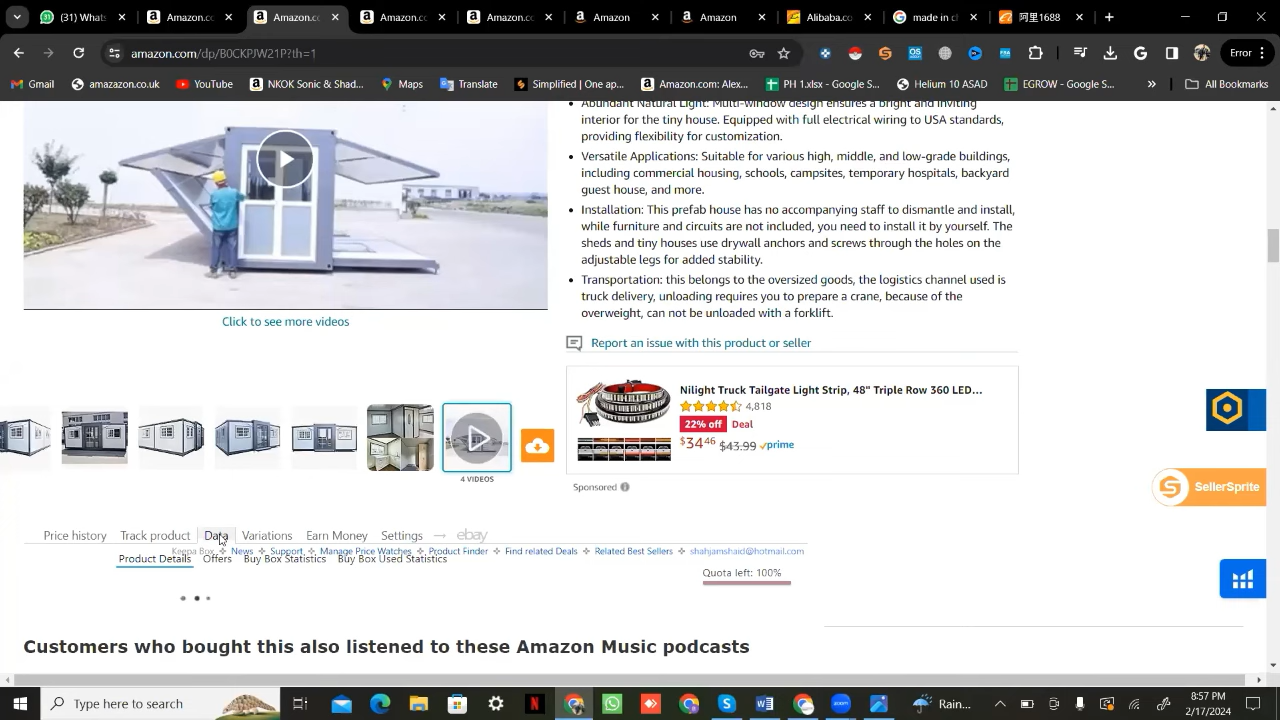 (31) Whats
Amazon.c
Amazon.cc
Amazon.c
Amazon.c
Amazon
Amazon
Alibaba.co
made in cl
阿里1688
amazon.com/dp/B0CKPJW21P?th=1
Error
Gmail
amazon.co.uk
YouTube
NKOK Sonic & Shad...
Maps
Translate
Simplified | One ap...
Amazon.com: Alex...
PH 1.xlsx - Google S...
Helium 10 ASAD
EGROW - Google S...
All Bookmarks
Abundant Natural Light: Multi-window design ensures a bright and inviting
interior for the tiny house. Equipped with full electrical wiring to USA standards,
providing flexibility for customization.
Versatile Applications: Suitable for various high, middle, and low-grade buildings,
including commercial housing, schools, campsites, temporary hospitals, backyard
guest house, and more.
Installation: This prefab house has no accompanying staff to dismantle and install,
while furniture and circuits are not included, you need to install it by yourself. The
sheds and tiny houses use drywall anchors and screws through the holes on the
adjustable legs for added stability.
Transportation: this belongs to the oversized goods, the logistics channel used is
truck delivery, unloading requires you to prepare a crane, because of the
overweight, can not be unloaded with a forklift.
Click to see more videos
Report an issue with this product or seller
Nilight Truck Tailgate Light Strip, 48" Triple Row 360 LED...
4,818
22% off Deal
$34 46 $43.99 prime
Sponsored
4 VIDEOS
SellerSprite
Price history Track product Data Variations Earn Money Settings → ebay
Keepa Box News Support Manage Price Watches Product Finder Find related Deals Related Best Sellers shahjamshaid@hotmail.com
Product Details Offers Buy Box Statistics Buy Box Used Statistics
Quota left: 100%
Customers who bought this also listened to these Amazon Music podcasts
Type here to search
Rain...
8:57 PM
2/17/2024